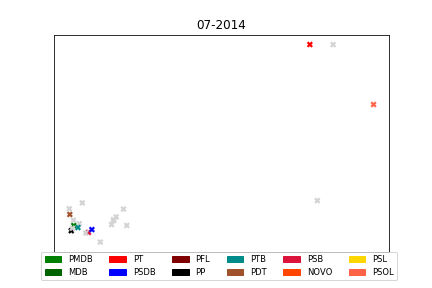 07-2014
PMDB PT PFL PTB PSB PSL
MDB PSDB PP PDT NOVO PSOL